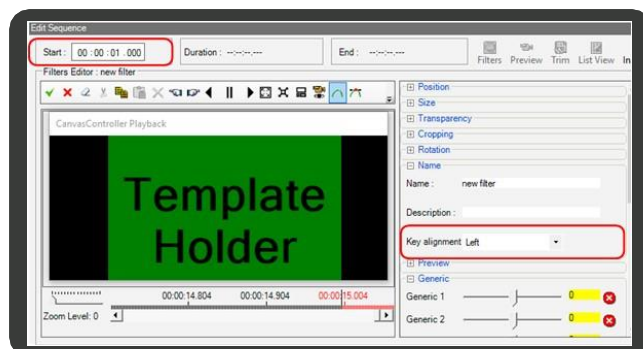 Edit Sequence
Start : 00 : 00 : 01 . 000 Duration : --:--:--.--- End : --:--:--.---
Filters Preview Trim List View In
Filters Editor : new filter
CanvasController Playback
Template
Holder
00:00:14.804 00:00:14.904 00:00:15.004
Zoom Level: 0
Position
Size
Transparency
Cropping
Rotation
Name
Name : new filter
Description :
Key alignment Left
Preview
Generic
Generic 1 0
Generic 2 0